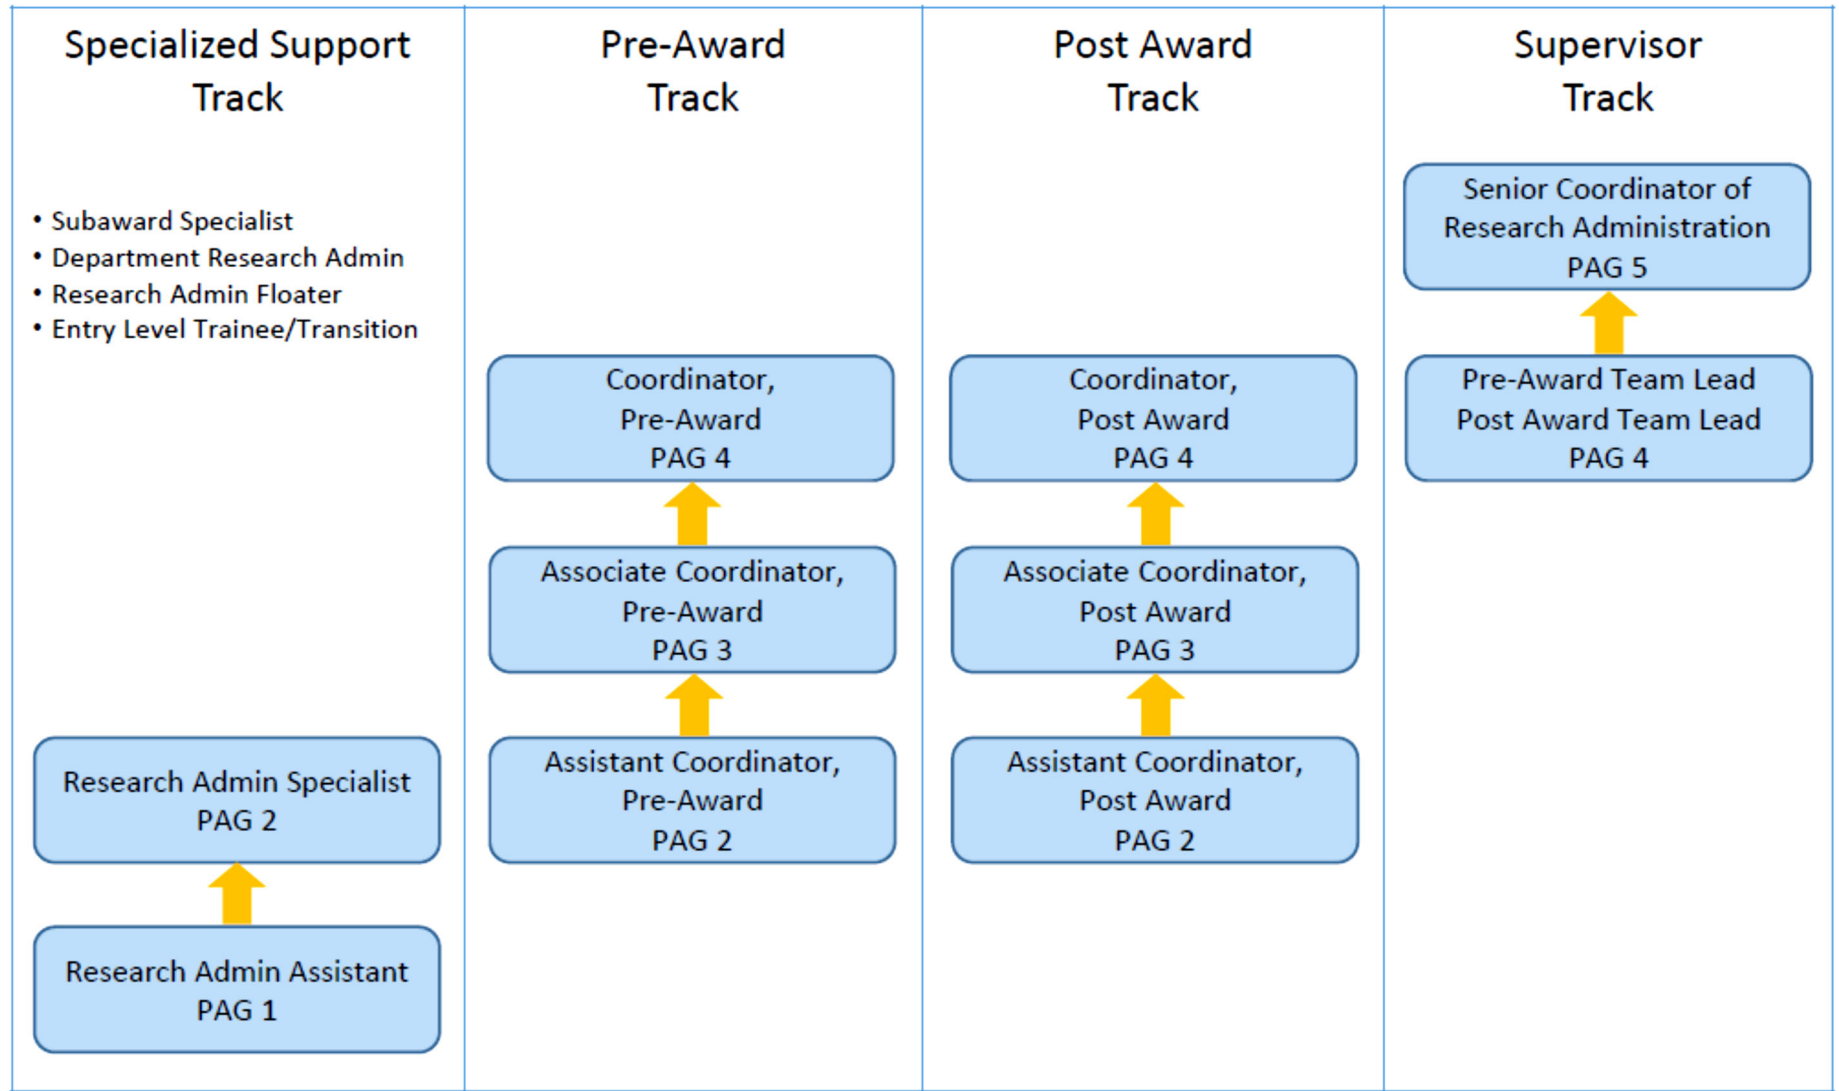 Specialized Support
Track
• Subaward Specialist
• Department Research Admin
• Research Admin Floater
• Entry Level Trainee/Transition
Research Admin Specialist
PAG 2
Research Admin Assistant
PAG 1
Pre-Award
Track
Coordinator,
Pre-Award
PAG 4
Associate Coordinator,
Pre-Award
PAG 3
Assistant Coordinator,
Pre-Award
PAG 2
Post Award
Track
Coordinator,
Post Award
PAG 4
Associate Coordinator,
Post Award
PAG 3
Assistant Coordinator,
Post Award
PAG 2
Supervisor
Track
Senior Coordinator of
Research Administration
PAG 5
Pre-Award Team Lead
Post Award Team Lead
PAG 4